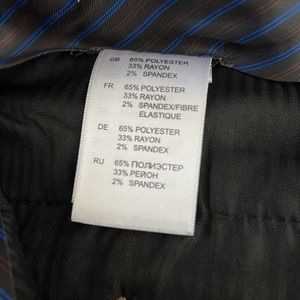 GB 65% POLYESTER
33% RAYON
2% SPANDEX
FR 65% POLYESTER
33% RAYON
2% SPANDEX/FIBRE
ELASTIQUE
DE 65% POLYESTER
33% RAYON
2% SPANDEX
RU 65% ПОЛИЭСТЕР
33% РЕЙОН
2% SPANDEX